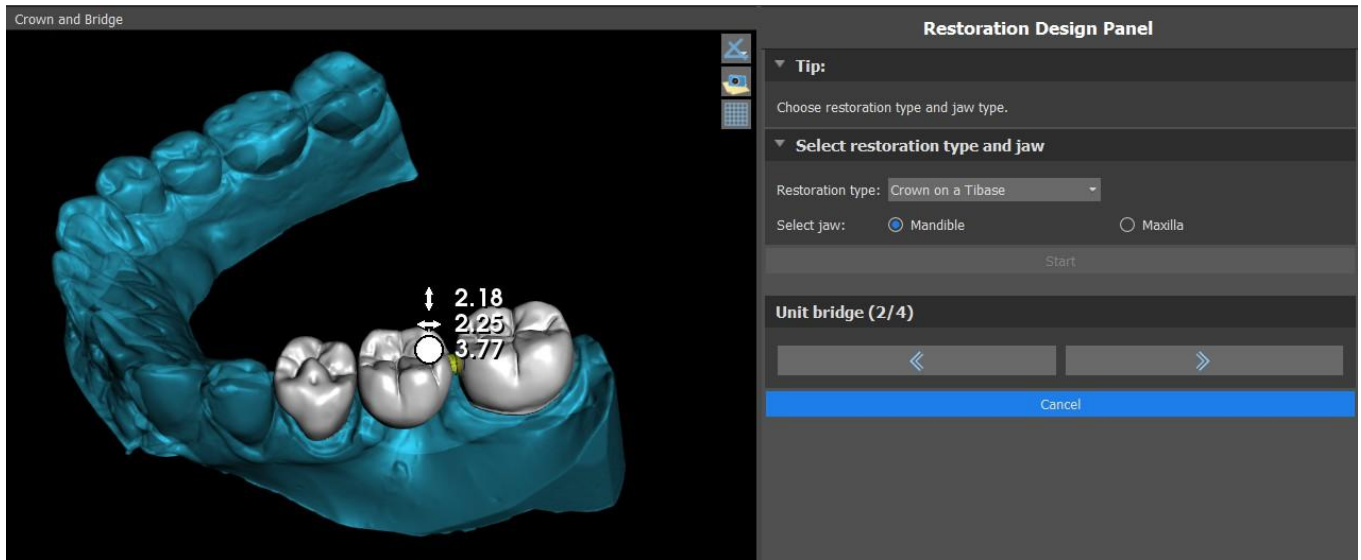 Crown and Bridge
2.18
2.25
3.77
Restoration Design Panel
Tip:
Choose restoration type and jaw type.
Select restoration type and jaw
Restoration type: Crown on a Tibase
Select jaw: Mandible Maxilla
Start
Unit bridge (2/4)
Cancel